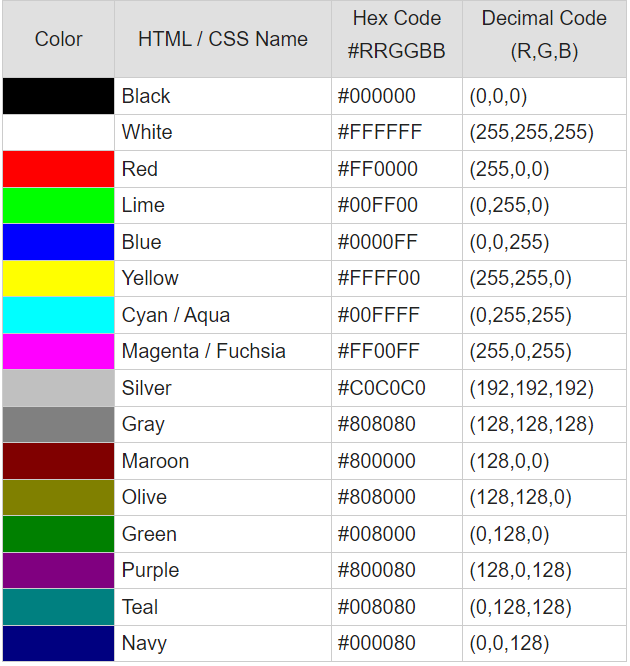 Color HTML / CSS Name Hex Code #RRGGBB Decimal Code (R,G,B)
Black #000000 (0,0,0)
White #FFFFFF (255,255,255)
Red #FF0000 (255,0,0)
Lime #00FF00 (0,255,0)
Blue #0000FF (0,0,255)
Yellow #FFFF00 (255,255,0)
Cyan / Aqua #00FFFF (0,255,255)
Magenta / Fuchsia #FF00FF (255,0,255)
Silver #C0C0C0 (192,192,192)
Gray #808080 (128,128,128)
Maroon #800000 (128,0,0)
Olive #808000 (128,128,0)
Green #008000 (0,128,0)
Purple #800080 (128,0,128)
Teal #008080 (0,128,128)
Navy #000080 (0,0,128)